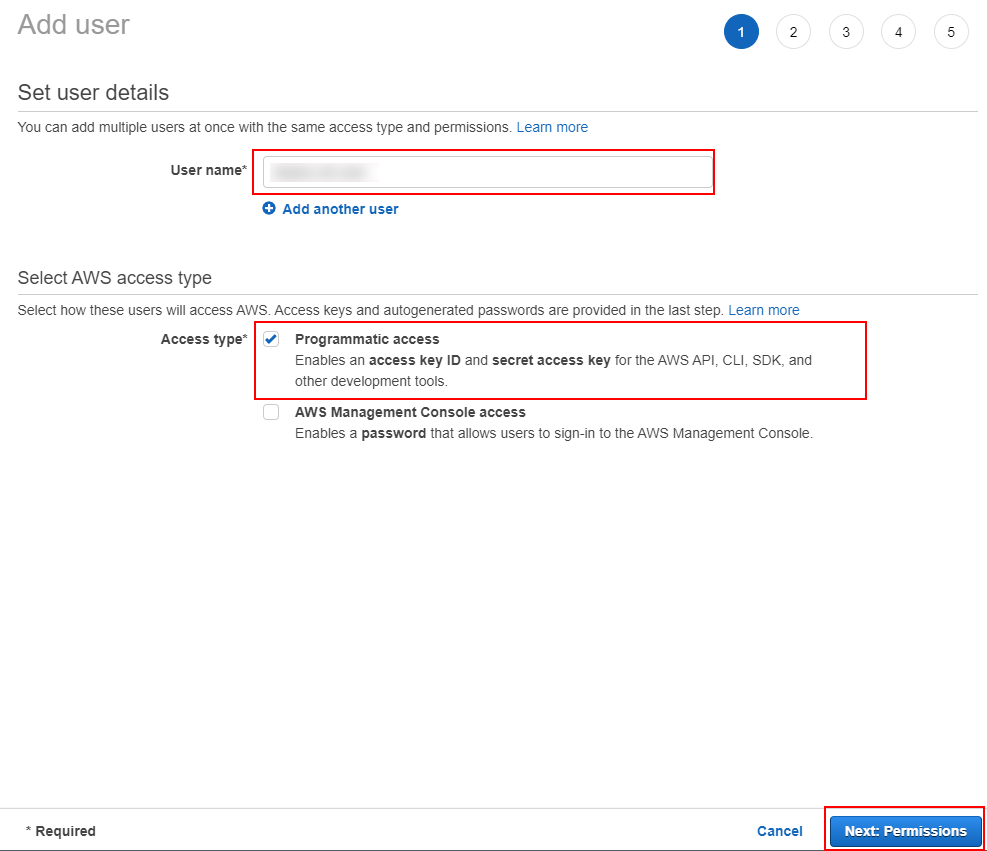 Add user
1 2 3 4 5
Set user details
You can add multiple users at once with the same access type and permissions. Learn more
User name*
Add another user
Select AWS access type
Select how these users will access AWS. Access keys and autogenerated passwords are provided in the last step. Learn more
Access type*
Programmatic access
Enables an access key ID and secret access key for the AWS API, CLI, SDK, and
other development tools.
AWS Management Console access
Enables a password that allows users to sign-in to the AWS Management Console.
* Required
Cancel
Next: Permissions